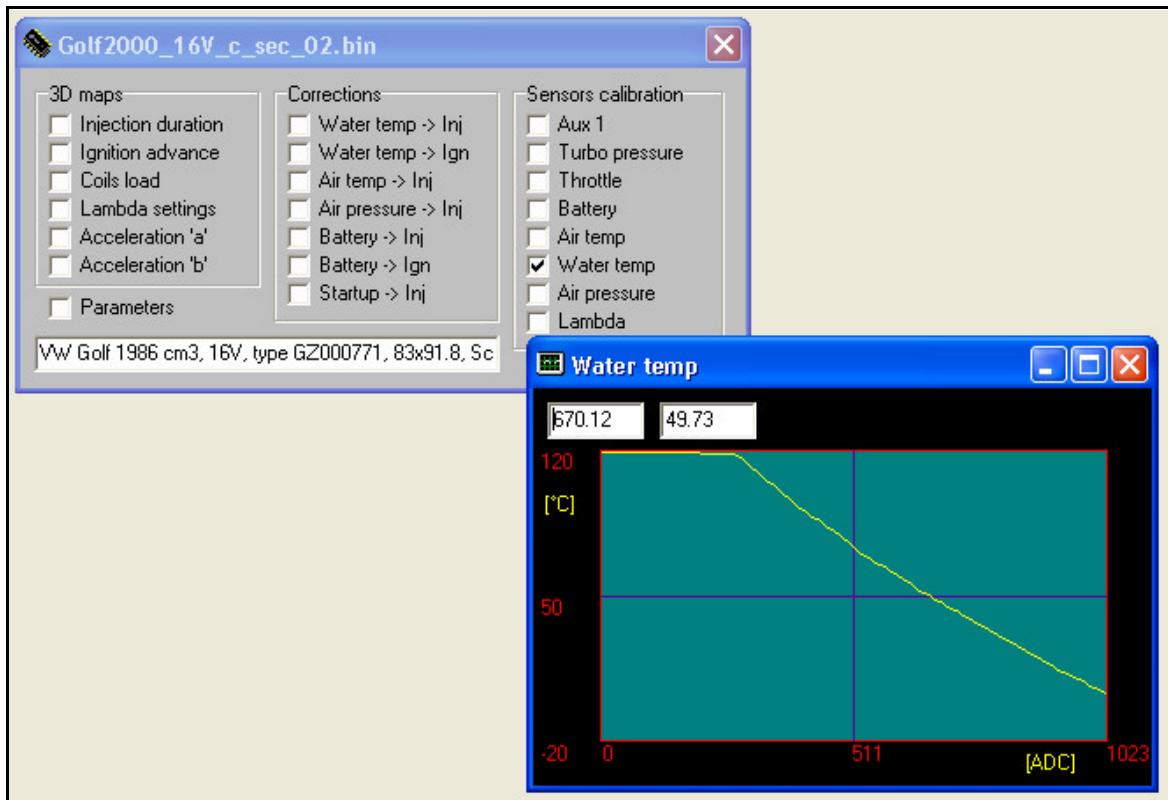 Golf2000_16V_c_sec_02.bin
3D maps
Injection duration
Ignition advance
Coils load
Lambda settings
Acceleration 'a'
Acceleration 'b'
Parameters
Corrections
Water temp -> Inj
Water temp -> Ign
Air temp -> Inj
Air pressure -> Inj
Battery -> Inj
Battery -> Ign
Startup -> Inj
Sensors calibration
Aux 1
Turbo pressure
Throttle
Battery
Air temp
Water temp
Air pressure
Lambda
VW Golf 1986 cm3, 16V, type GZ000771, 83x91.8, Sc
Water temp
670.12 49.73
120
[°C]
50
-20 0 511 [ADC] 1023